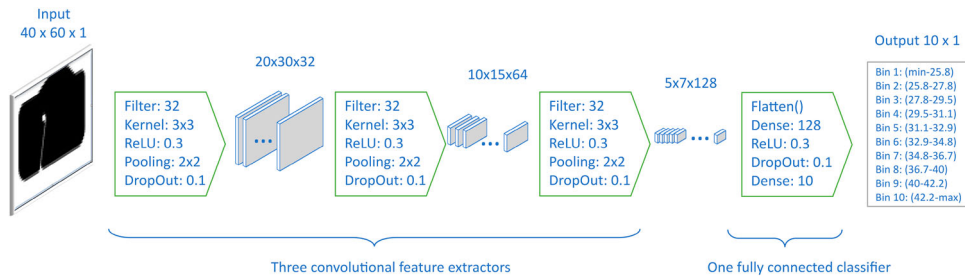 Input
40 x 60 x 1
Filter: 32
Kernel: 3x3
ReLU: 0.3
Pooling: 2x2
DropOut: 0.1
20x30x32
...
Filter: 32
Kernel: 3x3
ReLU: 0.3
Pooling: 2x2
DropOut: 0.1
10x15x64
...
Filter: 32
Kernel: 3x3
ReLU: 0.3
Pooling: 2x2
DropOut: 0.1
5x7x128
...
Flatten()
Dense: 128
ReLU: 0.3
DropOut: 0.1
Dense: 10
Output 10 x 1
Bin 1: (min-25.8)
Bin 2: (25.8-27.8)
Bin 3: (27.8-29.5)
Bin 4: (29.5-31.1)
Bin 5: (31.1-32.9)
Bin 6: (32.9-34.8)
Bin 7: (34.8-36.7)
Bin 8: (36.7-40)
Bin 9: (40-42.2)
Bin 10: (42.2-max)
Three convolutional feature extractors
One fully connected classifier